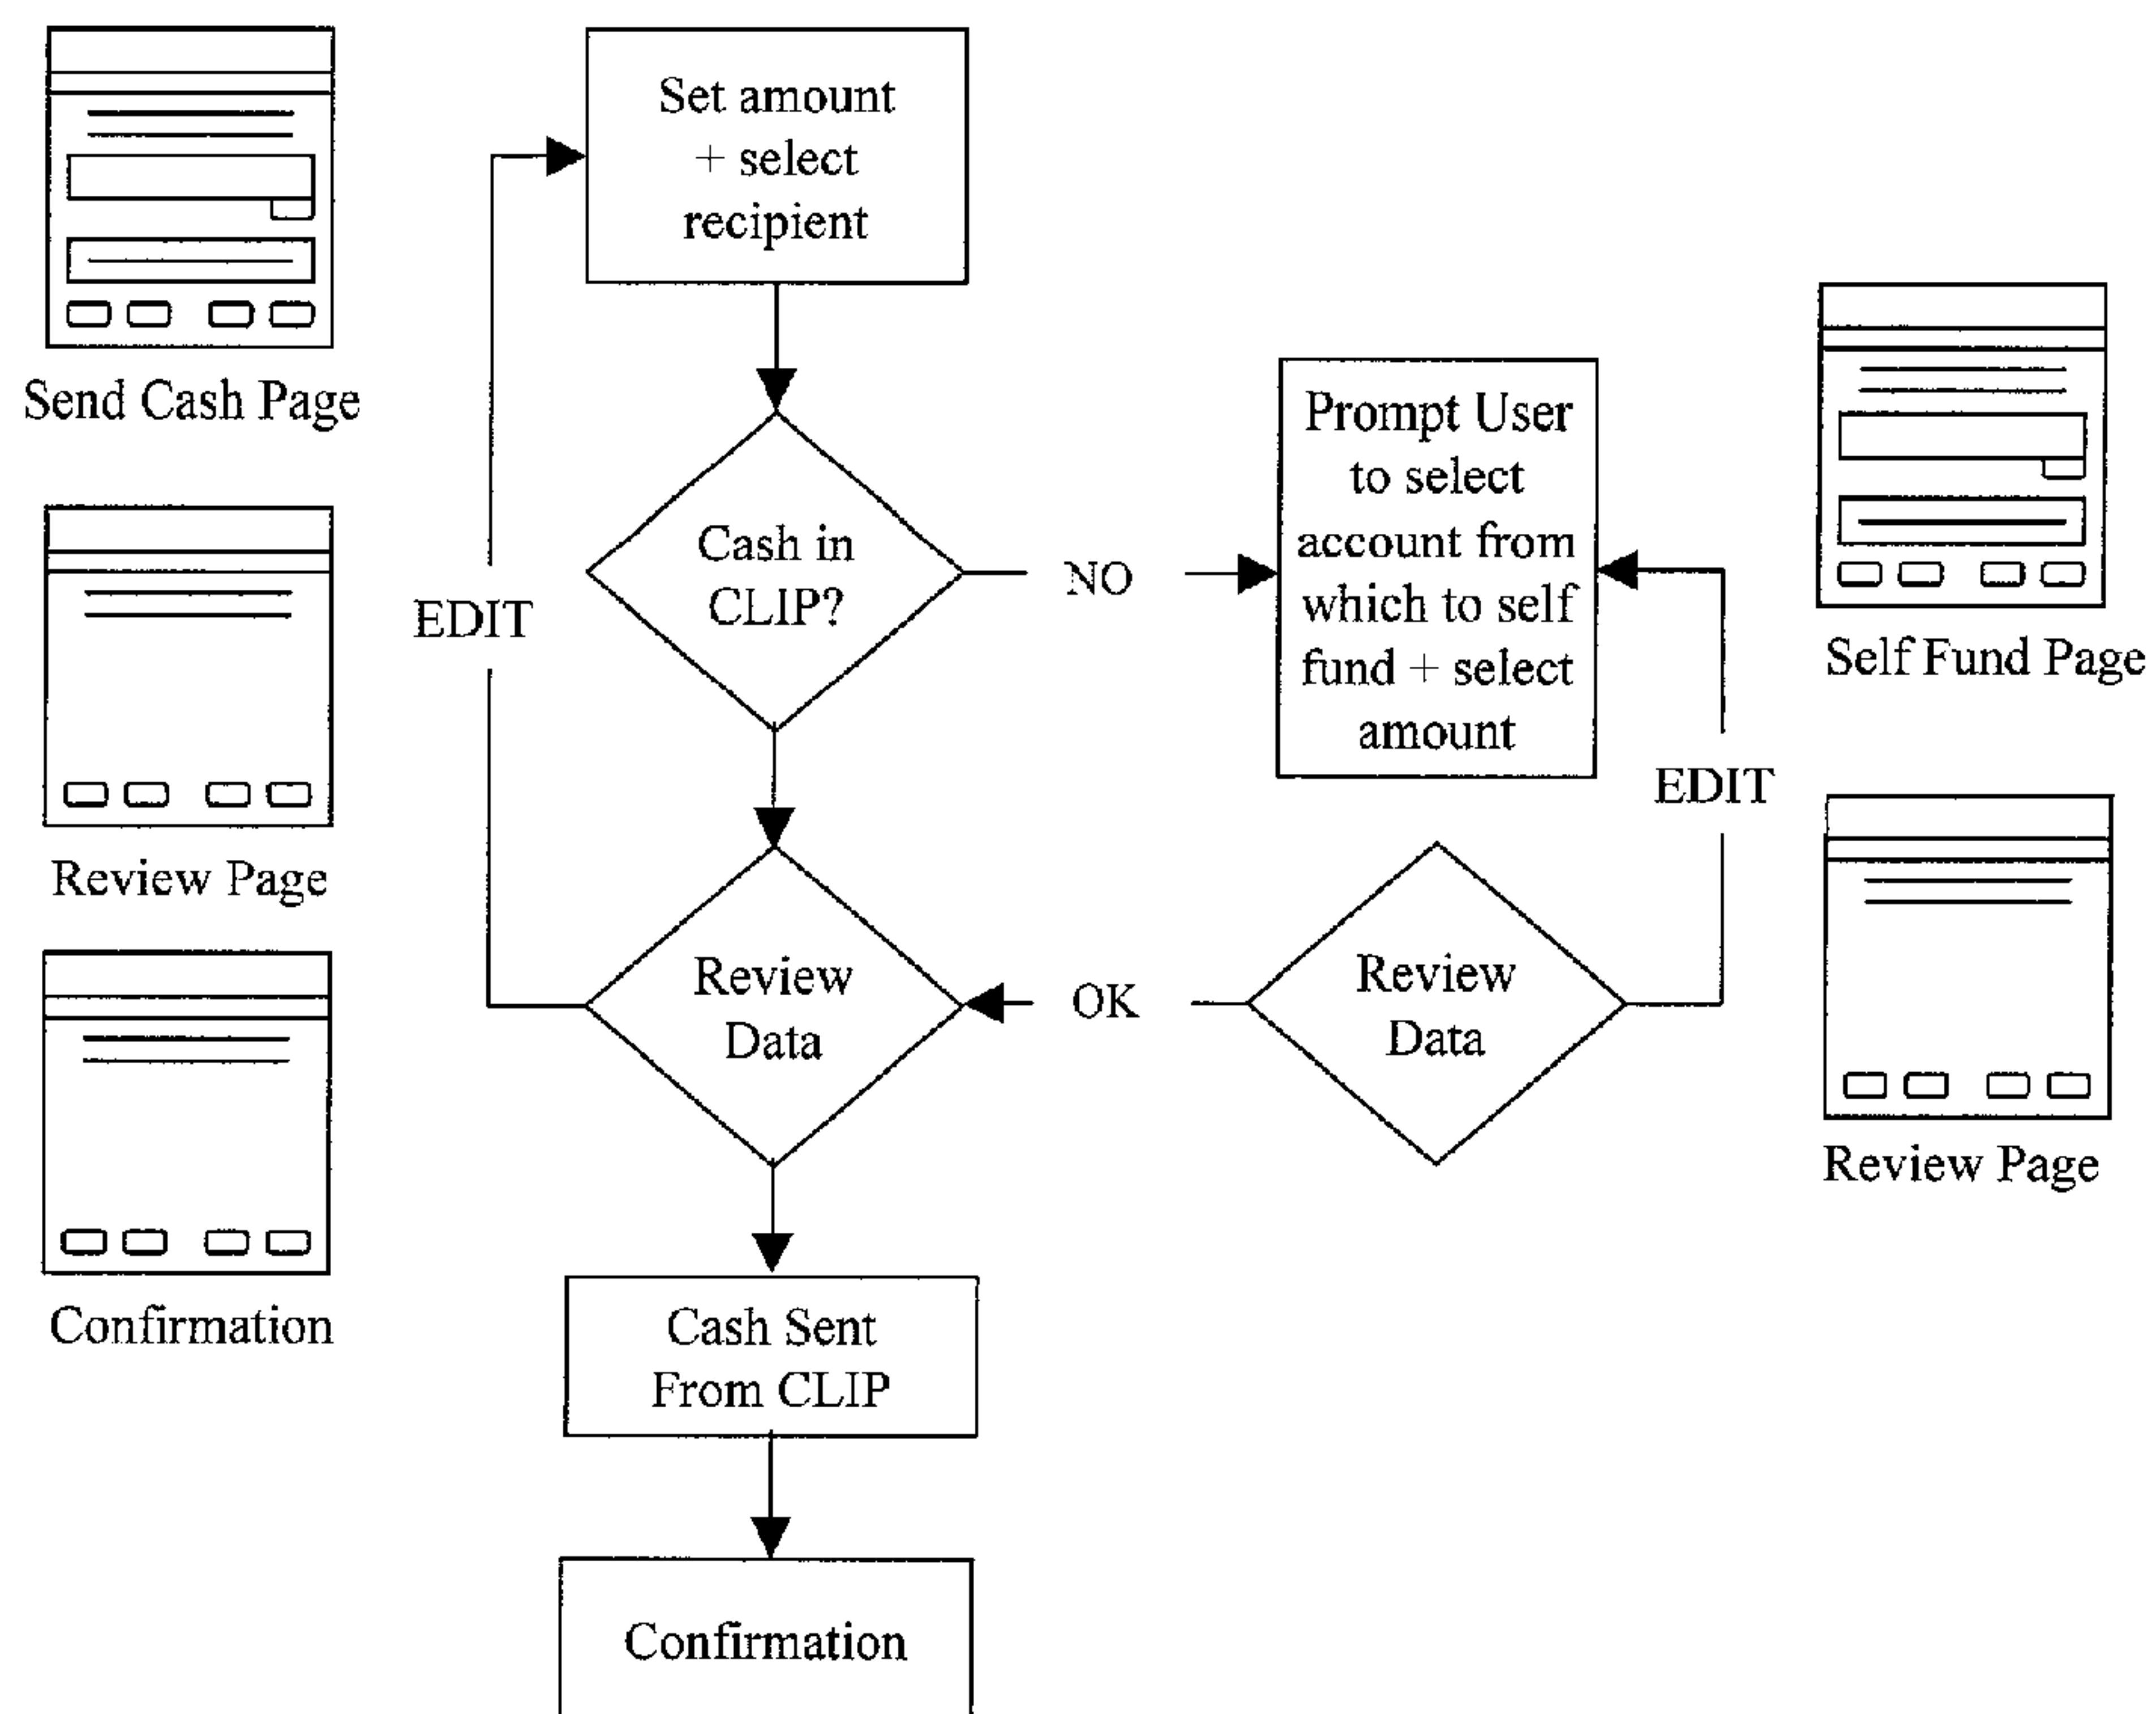 Set amount
+ select
recipient
Send Cash Page
Cash in
CLIP?
NO
Prompt User
to select
account from
which to self
fund + select
amount
Self Fund Page
EDIT
EDIT
Review Page
Review
Data
OK
Review
Data
Review Page
Confirmation
Cash Sent
From CLIP
Confirmation